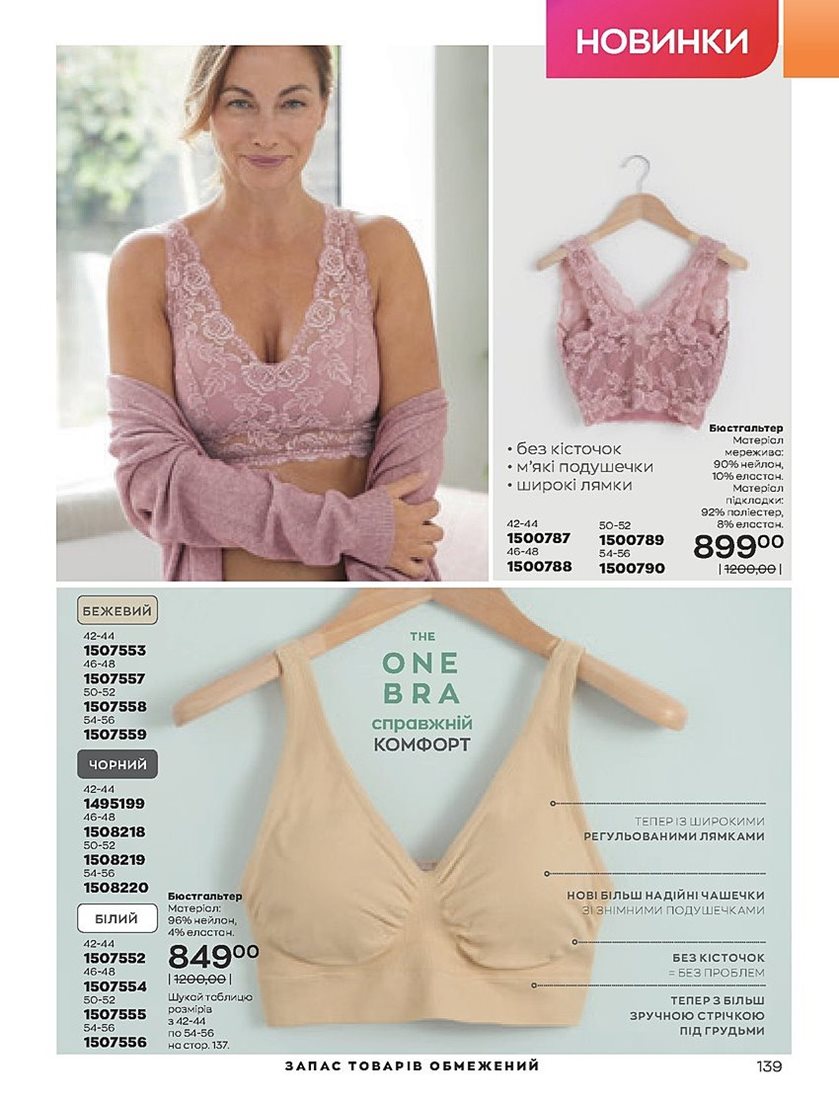 НОВИНКИ
• без кісточок
• м'які подушечки
• широкі лямки
Бюстгальтер
Матеріал
мережива:
90% нейлон,
10% еластан.
Матеріал
підкладки:
92% поліестер,
8% еластан.
42-44
1500787
46-48
1500788
50-52
1500789
54-56
1500790
89900
|1200,00|
БЕЖЕВИЙ
42-44
1507553
46-48
1507557
50-52
1507558
54-56
1507559
ЧОРНИЙ
42-44
1495199
46-48
1508218
50-52
1508219
54-56
1508220
БІЛИЙ
42-44
1507552
46-48
1507554
50-52
1507555
54-56
1507556
Бюстгальтер
Матеріал:
96% нейлон,
4% еластан.
84900
|1200,00|
Шукай таблицю
розмірів
з 42-44
по 54-56
на стор. 137.
THE
ONE
BRA
справжній
КОМФОРТ
ТЕПЕР ІЗ ШИРОКИМИ
РЕГУЛЬОВАНИМИ ЛЯМКАМИ
НОВІ БІЛЬШ НАДІЙНІ ЧАШЕЧКИ
ЗІ ЗНІМНИМИ ПОДУШЕЧКАМИ
БЕЗ КІСТОЧОК
= БЕЗ ПРОБЛЕМ
ТЕПЕР З БІЛЬШ
ЗРУЧНОЮ СТРІЧКОЮ
ПІД ГРУДЬМИ
ЗАПАС ТОВАРІВ ОБМЕЖЕНИЙ
139